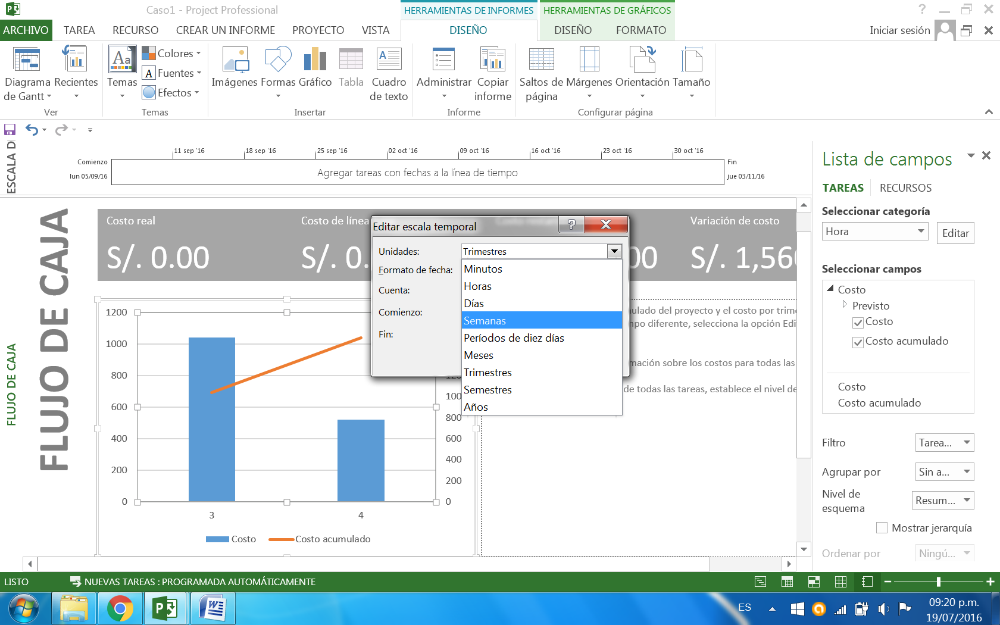 Caso1 - Project Professional
HERRAMIENTAS DE INFORMES
HERRAMIENTAS DE GRÁFICOS
ARCHIVO
TAREA
RECURSO
CREAR UN INFORME
PROYECTO
VISTA
DISEÑO
DISEÑO
FORMATO
Iniciar sesión
Diagrama de Gantt
Recientes
Temas
Colores
Fuentes
Efectos
Imágenes
Formas
Gráfico
Tabla
Cuadro de texto
Administrar
Copiar informe
Saltos de página
Márgenes
Orientación
Tamaño
Ver
Temas
Insertar
Informe
Configurar página
ESCALA D
11 sep '16
18 sep '16
25 sep '16
02 oct '16
09 oct '16
16 oct '16
23 oct '16
30 oct '16
Comienzo
lun 05/09/16
Agregar tareas con fechas a la línea de tiempo
Fin
jue 03/11/16
FLUJO DE CAJA
FLUJO DE CAJA
Costo real
S/. 0.00
Costo de línea
S/. 0.
00
Variación de costo
S/. 1,560
1200
1000
800
600
400
200
0
3
4
1000
800
600
400
200
0
Costo
Costo acumulado
ulado del proyecto y el costo por trime
mpo diferente, selecciona la opción Edi
mación sobre los costos para todas las
de todas las tareas, establece el nivel de
Editar escala temporal
Unidades:
Trimestres
Formato de fecha:
Cuenta:
Comienzo:
Fin:
Minutos
Horas
Días
Semanas
Períodos de diez días
Meses
Trimestres
Semestres
Años
Lista de campos
TAREAS
RECURSOS
Seleccionar categoría
Hora
Editar
Seleccionar campos
Costo
Previsto
Costo
Costo acumulado
Costo
Costo acumulado
Filtro
Tarea...
Agrupar por
Sin a...
Nivel de esquema
Resum...
Mostrar jerarquía
Ordenar por
Ningú...
LISTO
NUEVAS TAREAS : PROGRAMADA AUTOMÁTICAMENTE
ES
09:20 p.m.
19/07/2016